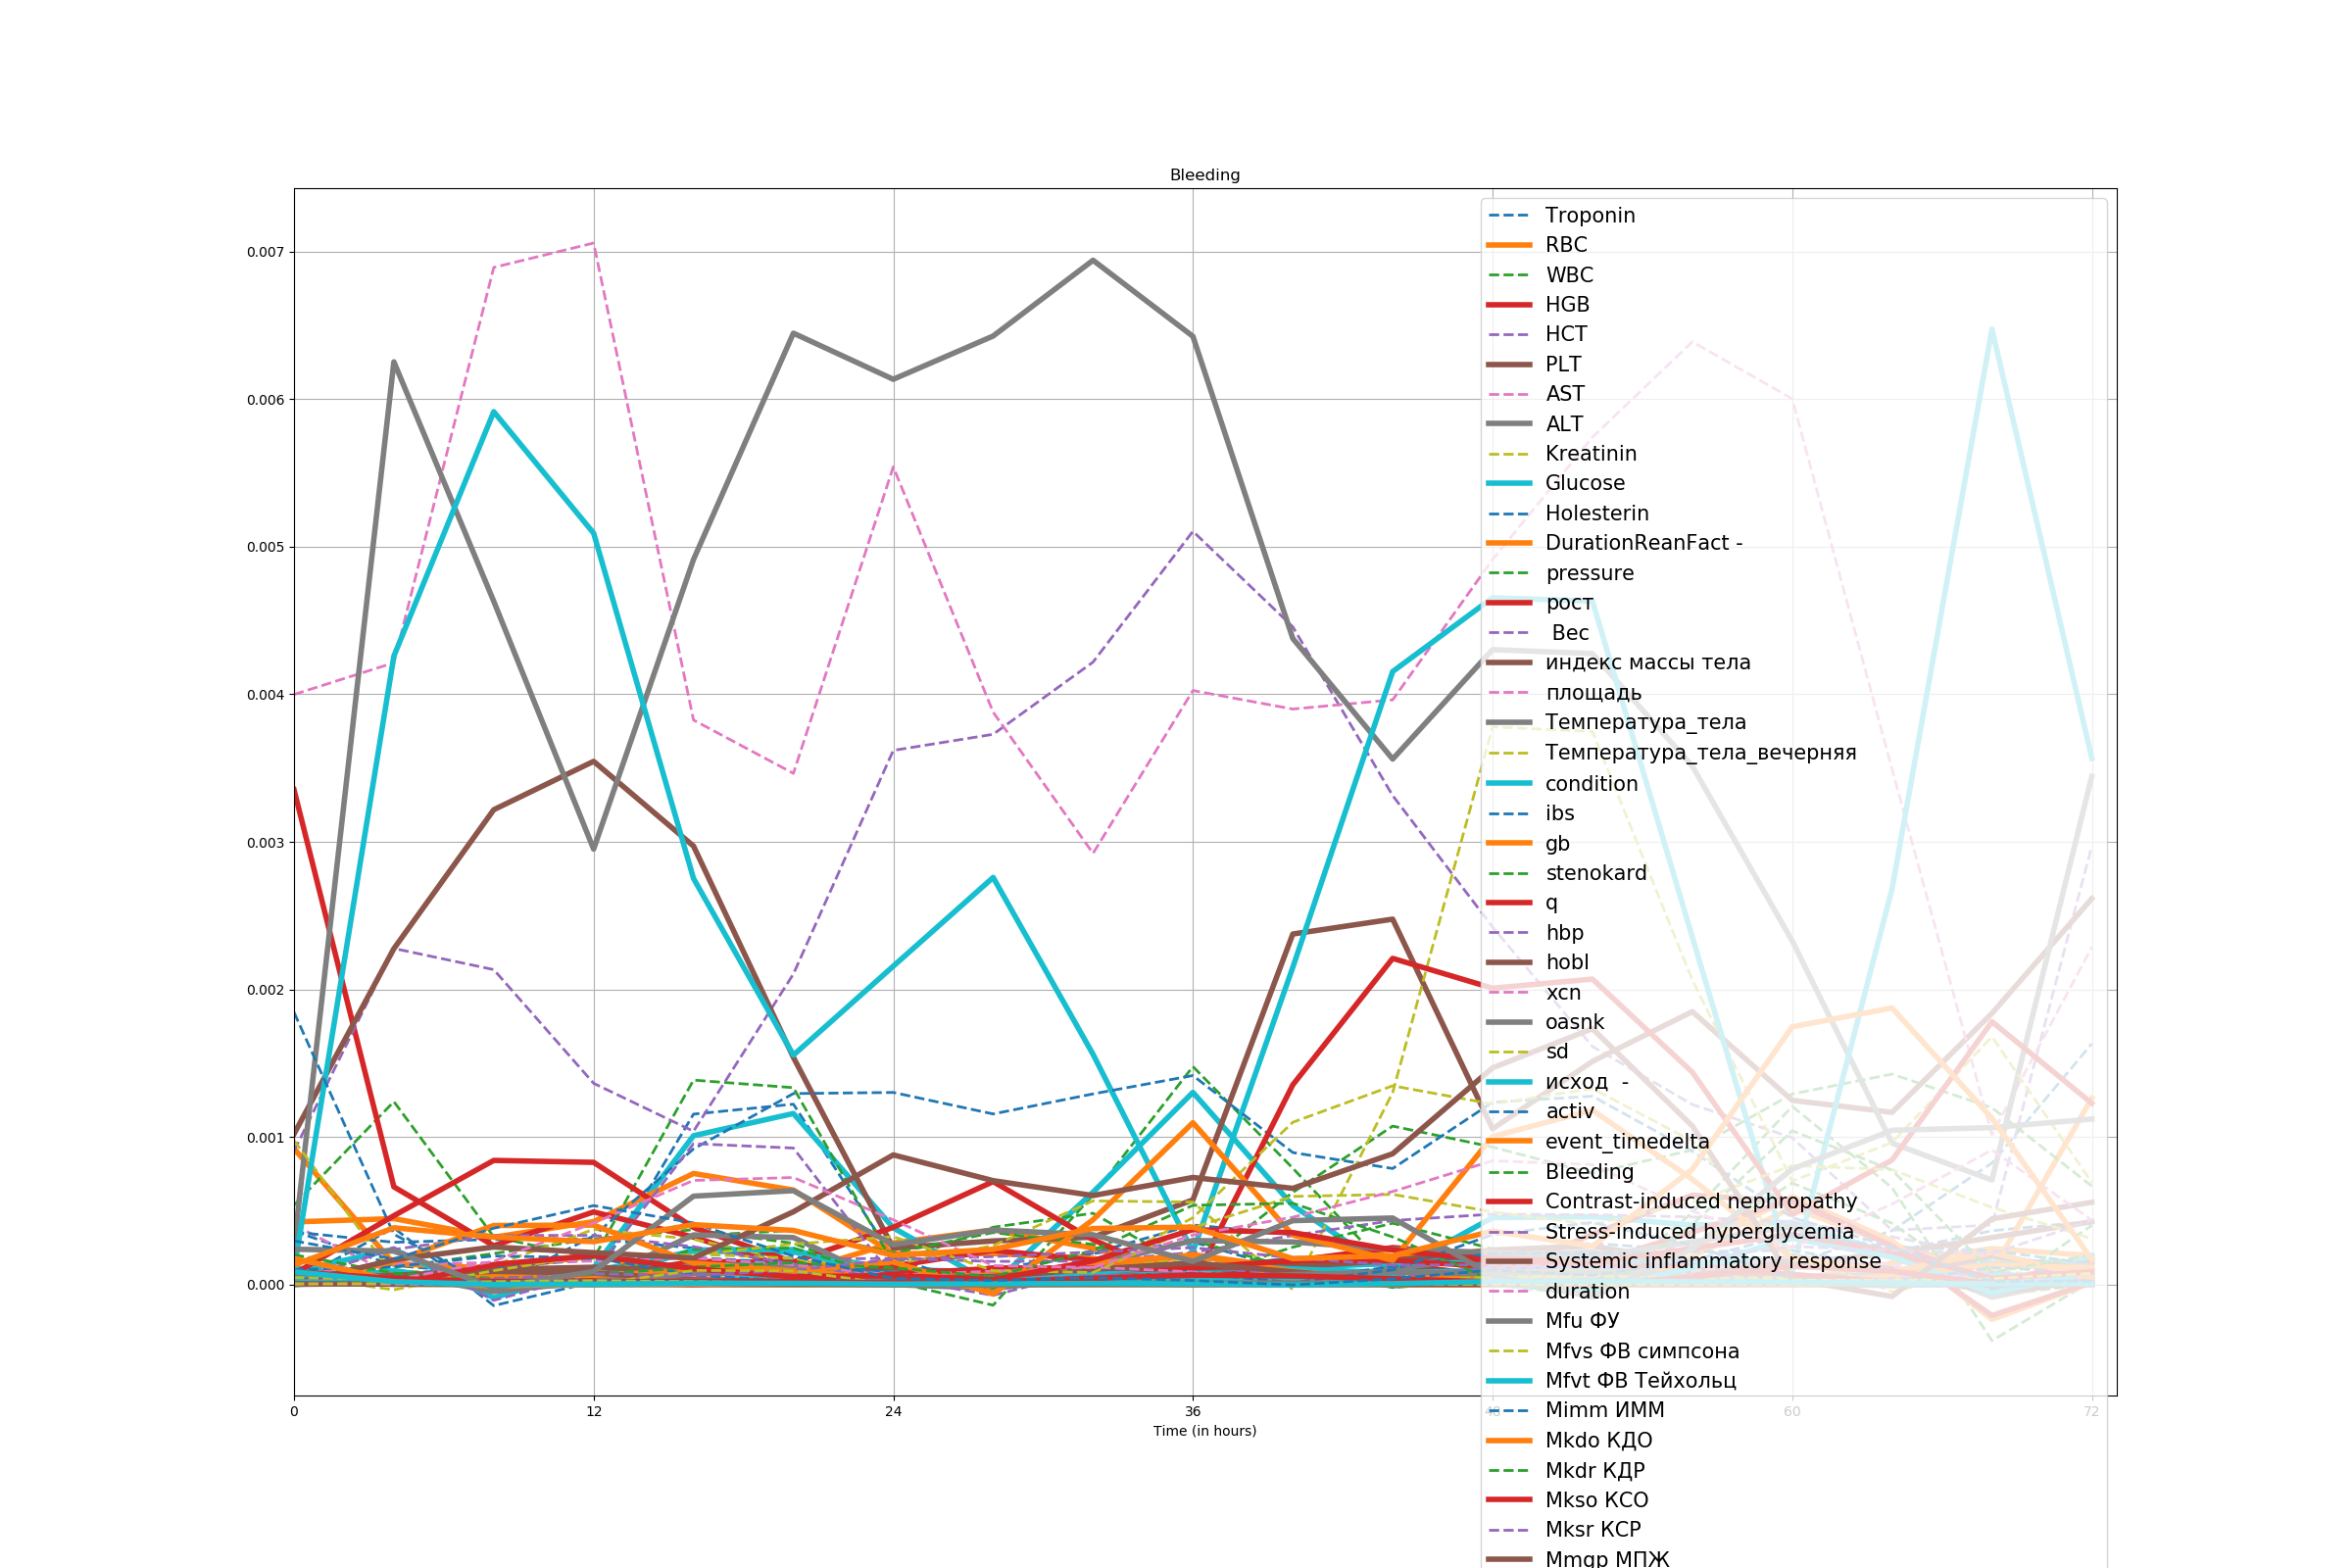 Bleeding
0.007
0.006
0.005
0.004
0.003
0.002
0.001
0.000
0 12 24 36 48 60 72
Time (in hours)
Troponin
RBC
WBC
HGB
HCT
PLT
AST
ALT
Kreatinin
Glucose
Holesterin
DurationReanFact -
pressure
рост
Вес
индекс массы тела
площадь
Температура_тела
Температура_тела_вечерняя
condition
ibs
gb
stenokard
q
hbp
hobl
xcn
oasnk
sd
исход -
activ
event_timedelta
Bleeding
Contrast-induced nephropathy
Stress-induced hyperglycemia
Systemic inflammatory response
duration
Mfu ФУ
Mfvs ФВ симпсона
Mfvt ФВ Тейхольц
Mimm ИММ
Mkdo КДО
Mkdr КДР
Mkso КСО
Mksr КСР
Mmgp МПЖ